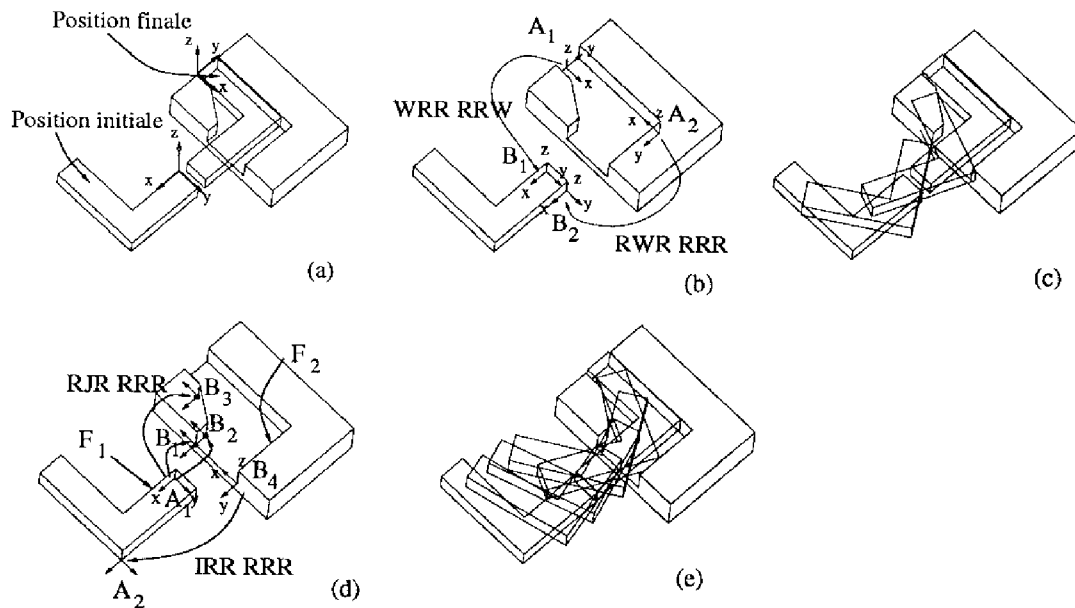 Position finale
z
y
x
Position initiale
z
x
y
(a)
A1
z
y
x
WRR RRW
x
z
A2
y
B1
z
y
z
x
y
x
B2
RWR RRR
(b)
(c)
RJR RRR
B3
F2
B2
B1
F1
x
z
B4
y
x
A1
y
IRR RRR
A2
(d)
(e)